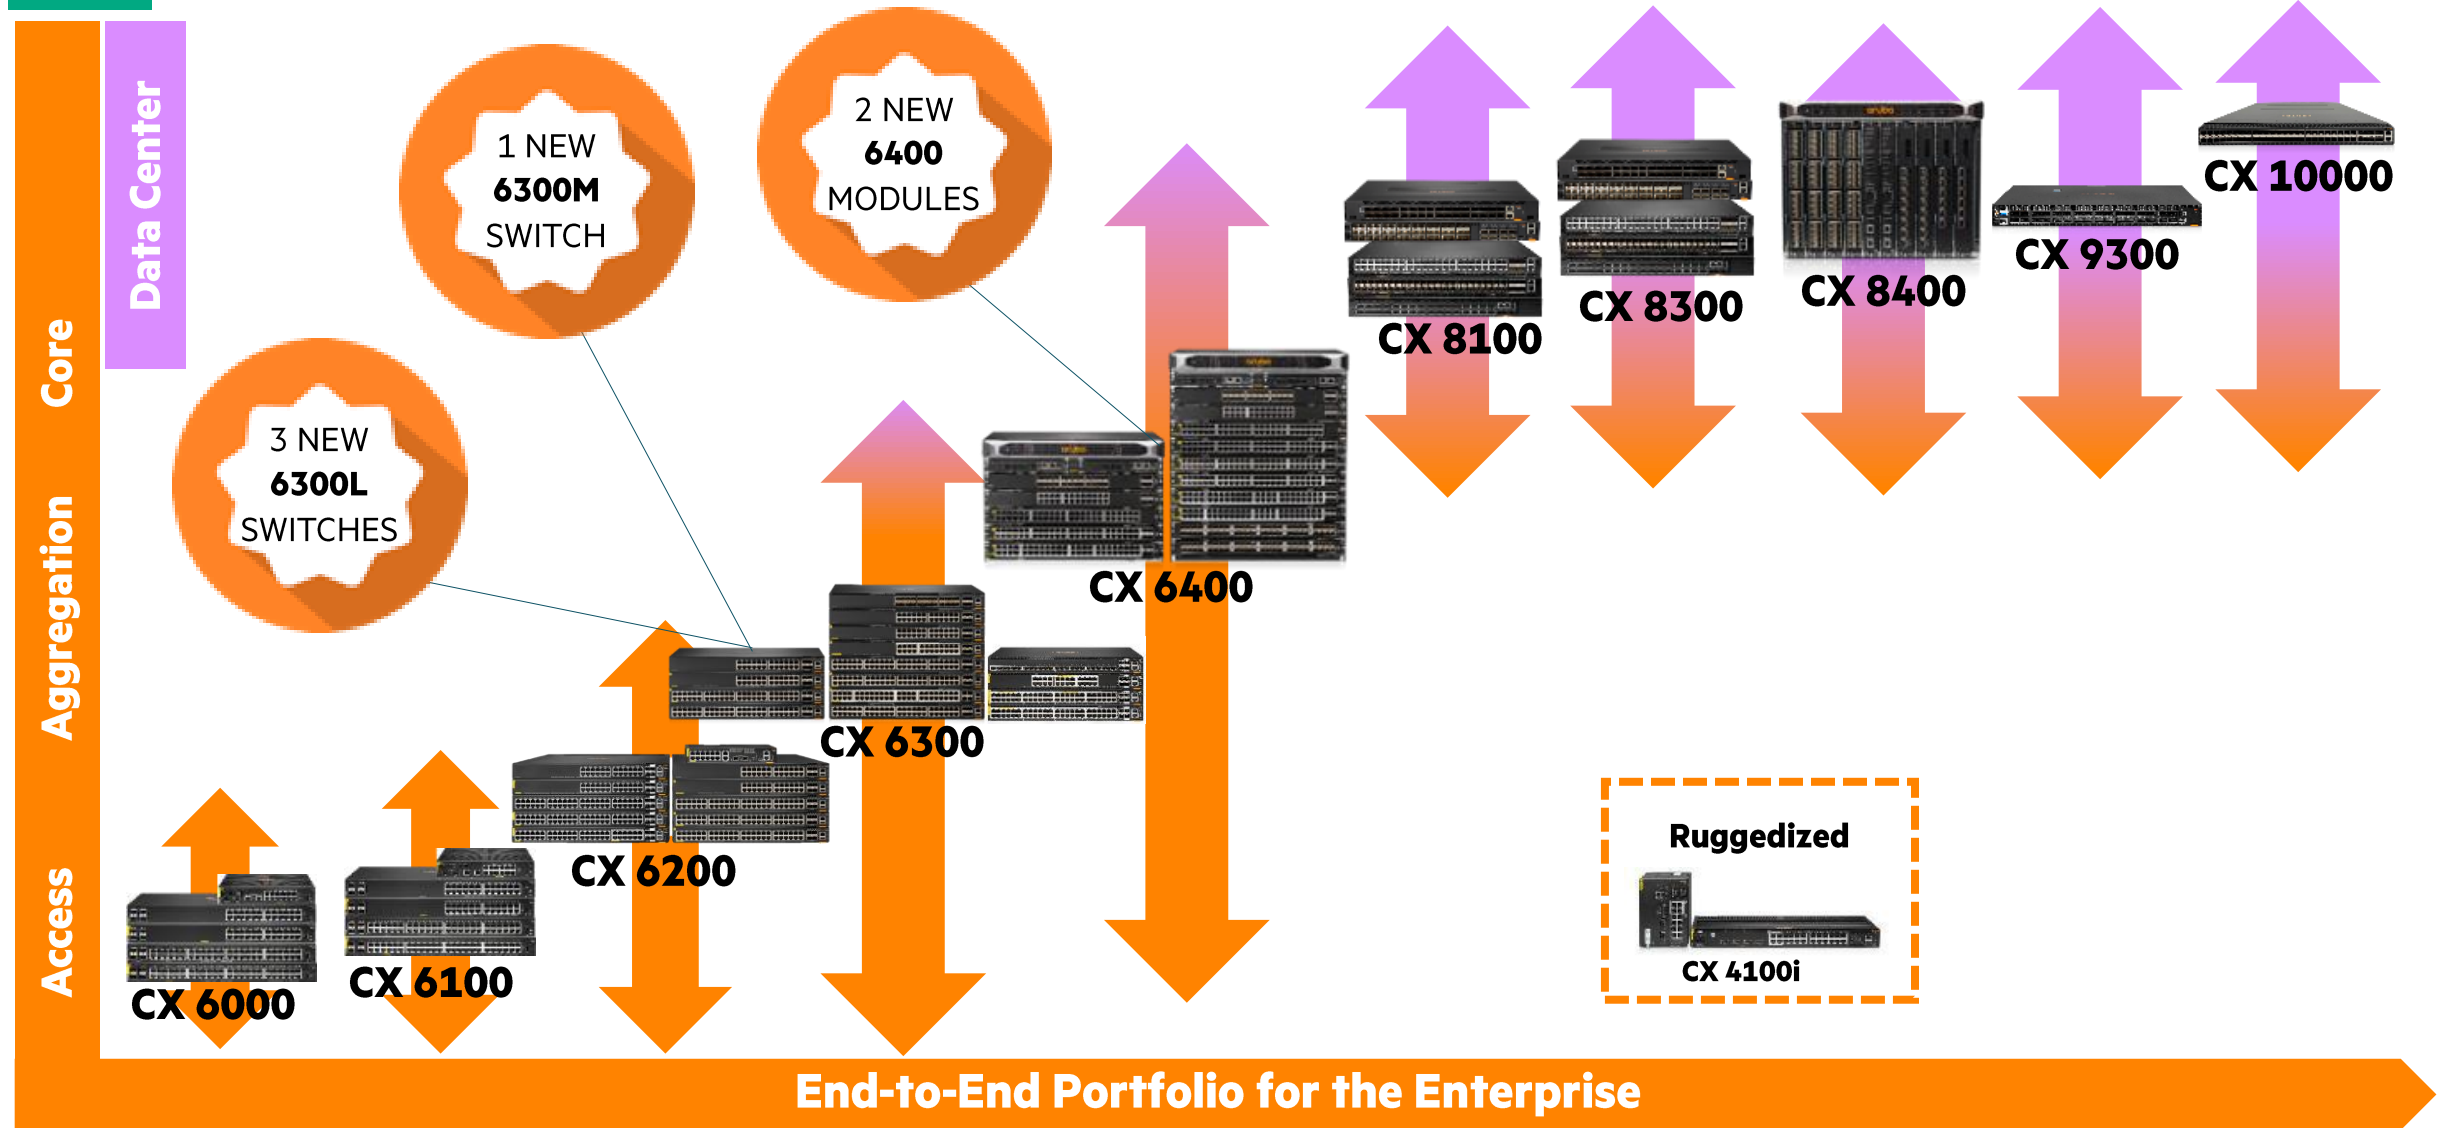 Data Center
Core
Aggregation
Access
1 NEW
6300M
SWITCH
2 NEW
6400
MODULES
3 NEW
6300L
SWITCHES
CX 6000
CX 6100
CX 6200
CX 6300
CX 6400
CX 8100
CX 8300
aruba
CX 8400
CX 9300
CX 10000
Ruggedized
CX 4100i
End-to-End Portfolio for the Enterprise